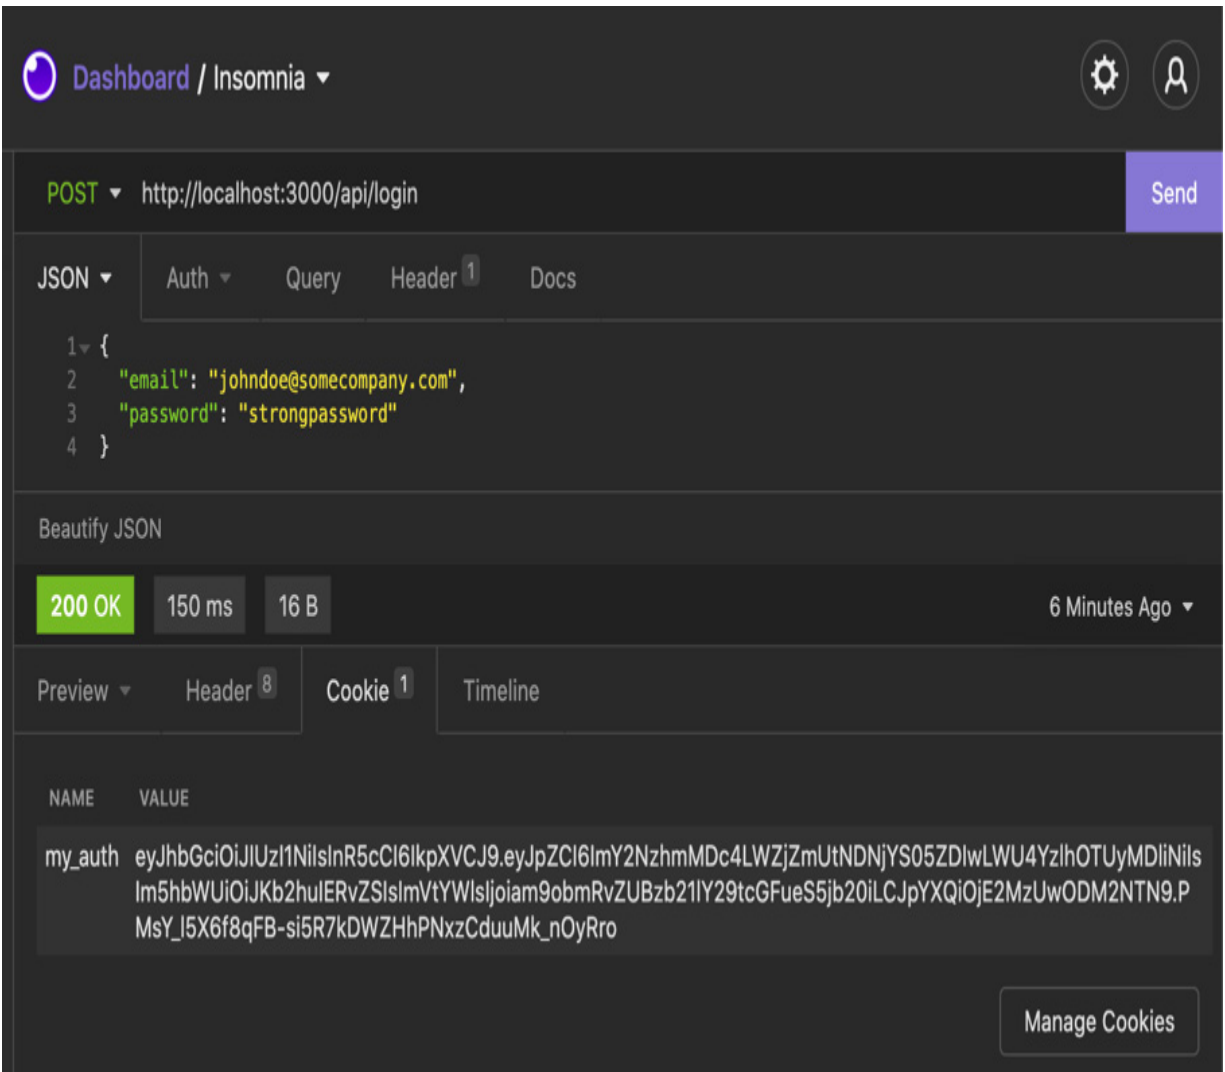 Dashboard / Insomnia
POST http://localhost:3000/api/login Send
JSON Auth Query Header 1 Docs
1 {
2 "email": "johndoe@somecompany.com",
3 "password": "strongpassword"
4 }
Beautify JSON
200 OK 150 ms 16 B 6 Minutes Ago
Preview Header 8 Cookie 1 Timeline
NAME VALUE
my_auth eyJhbGciOiJIUzI1NiIsInR5cCI6IkpXVCJ9.eyJpZCI6ImY2NzhmMDc4LWZjZmUtNDNjYS05ZDIwLWU4YzlhOTUyMDliNiIs
Im5hbWUiOiJKb2huIERvZSIsImVtYWlsIjoiam9obmRvZUBzb21lY29tcGFueS5jb20iLCJpYXQiOjE2MzUwODM2NTN9.P
MsY_l5X6f8qFB-si5R7kDWZHhPNxzCduuMk_nOyRro
Manage Cookies